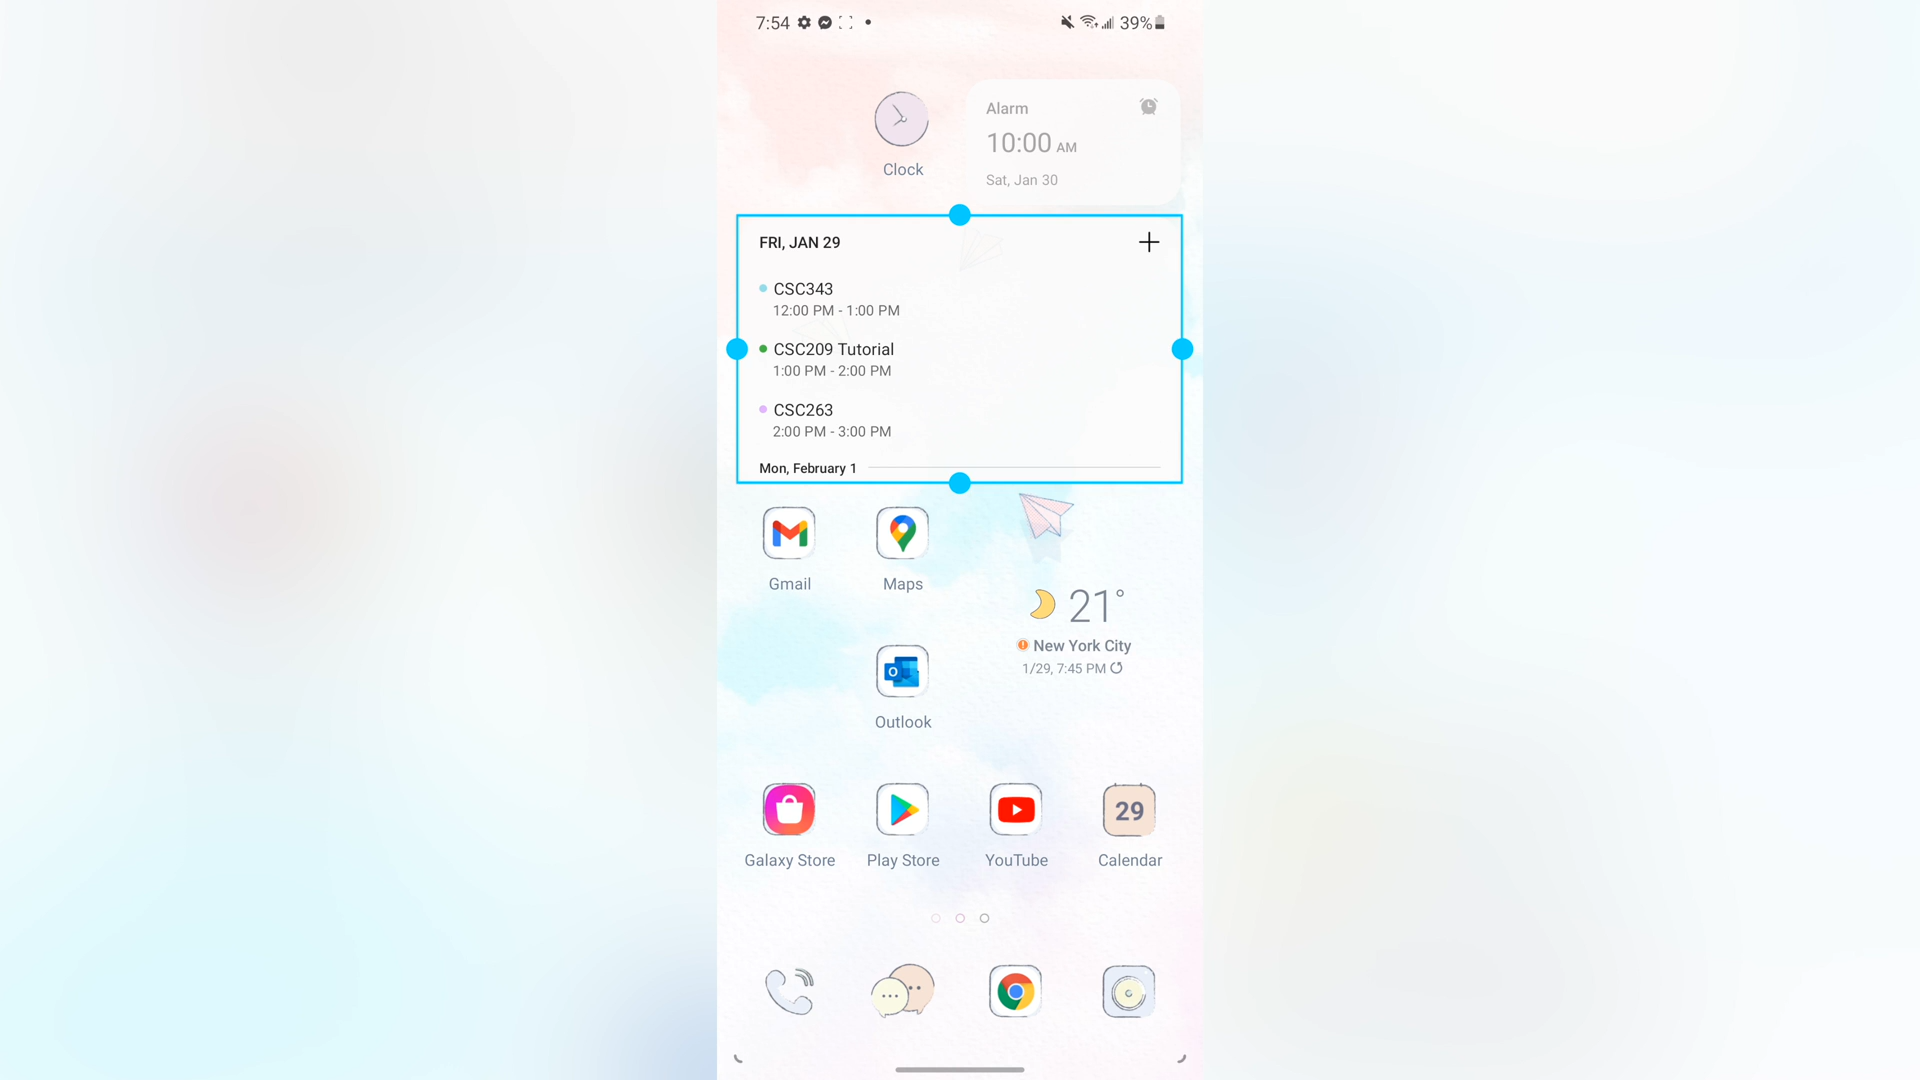 7:54
39%
Alarm
10:00 AM
Sat, Jan 30
Clock
FRI, JAN 29
CSC343
12:00 PM - 1:00 PM
CSC209 Tutorial
1:00 PM - 2:00 PM
CSC263
2:00 PM - 3:00 PM
Mon, February 1
Gmail
Maps
21°
New York City
1/29, 7:45 PM
Outlook
29
Galaxy Store
Play Store
YouTube
Calendar